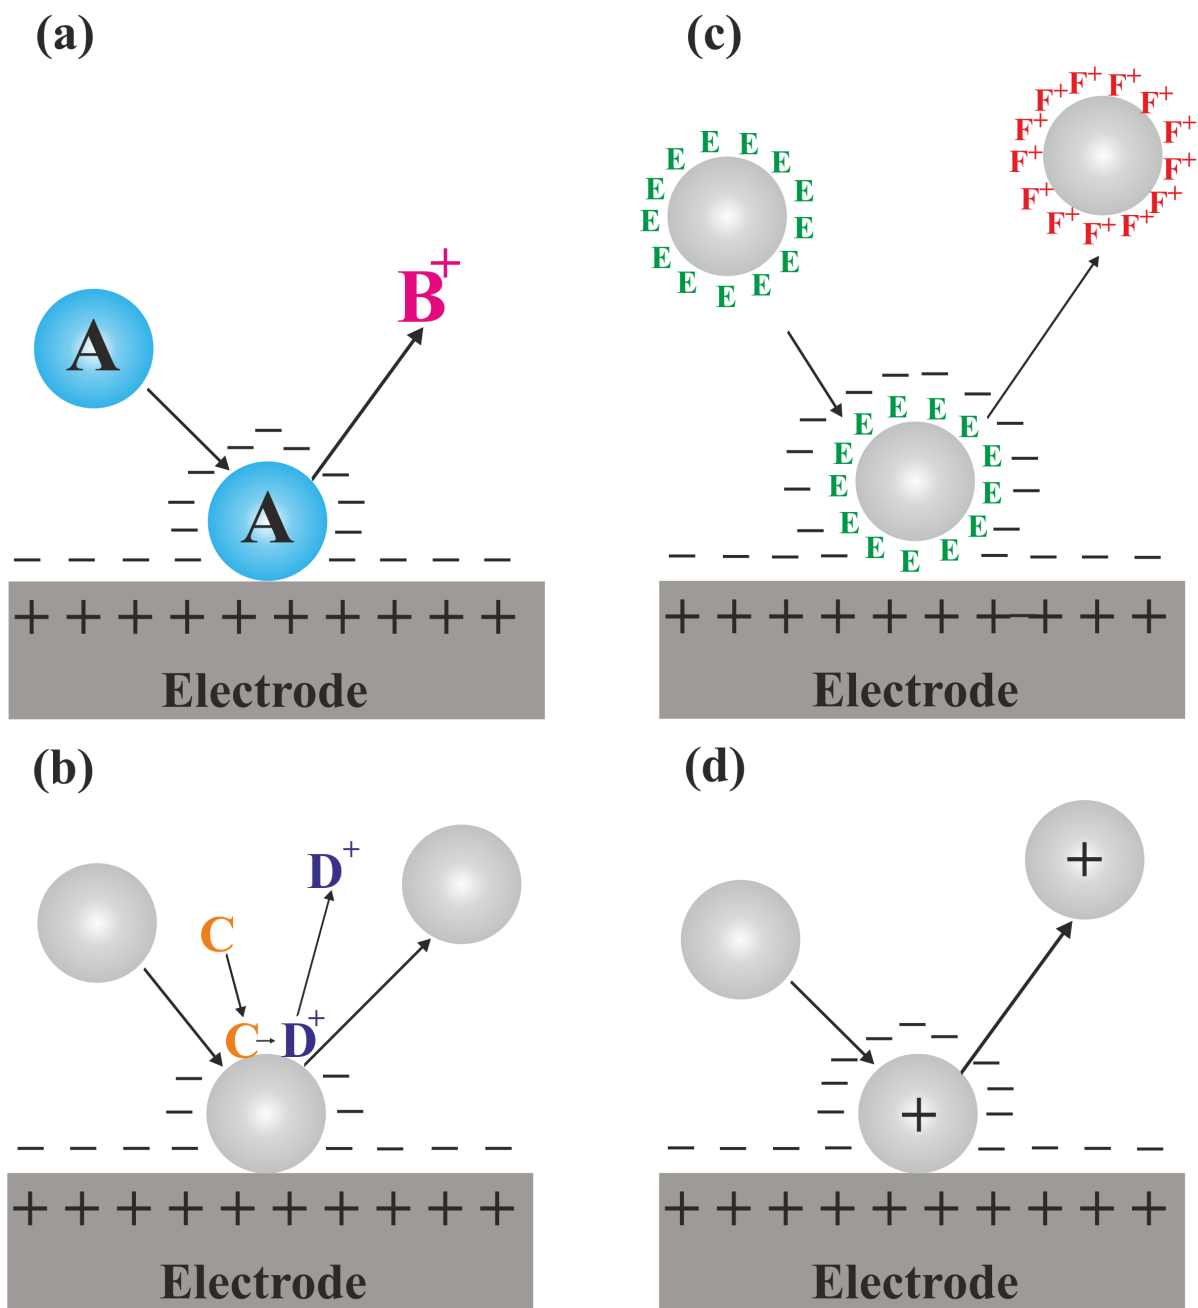 (a)
A
B⁺
A
+ + + + + + + + + +
Electrode
(c)
E E E E E E E E E E E E E
F⁺ F⁺ F⁺ F⁺ F⁺ F⁺ F⁺ F⁺ F⁺ F⁺ F⁺ F⁺ F⁺
E E E E E E E E E E E E E
+ + + + + + + + + +
Electrode
(b)
D⁺
C
C D⁺
+ + + + + + + + + +
Electrode
(d)
+
+
+ + + + + + + + + +
Electrode